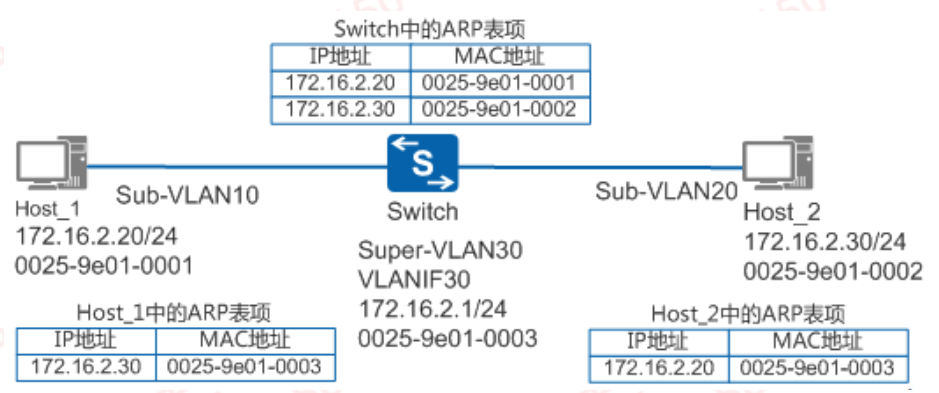 Switch中的ARP表项
IP地址 MAC地址
172.16.2.20 0025-9e01-0001
172.16.2.30 0025-9e01-0002
S
Sub-VLAN10
Sub-VLAN20
Host_1
172.16.2.20/24
0025-9e01-0001
Switch
Super-VLAN30
VLANIF30
172.16.2.1/24
0025-9e01-0003
Host_2
172.16.2.30/24
0025-9e01-0002
Host_1中的ARP表项
IP地址 MAC地址
172.16.2.30 0025-9e01-0003
Host_2中的ARP表项
IP地址 MAC地址
172.16.2.20 0025-9e01-0003